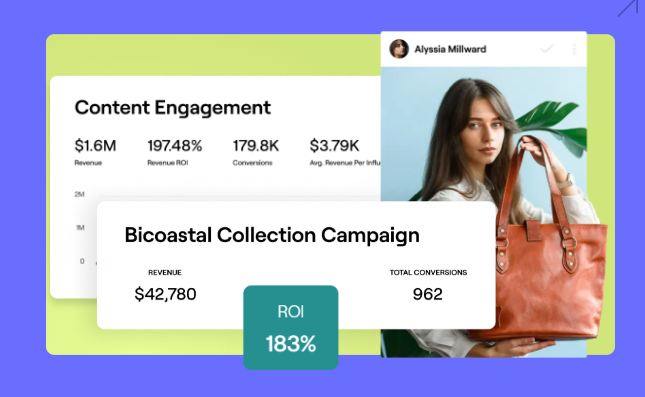 Alyssia Millward
Content Engagement
$1.6M 197.48% 179.8K $3.79K
Revenue Revenue ROI Conversions Avg. Revenue Per Influ
2M
1M
0
Bicoastal Collection Campaign
REVENUE TOTAL CONVERSIONS
$42,780 962
ROI
183%